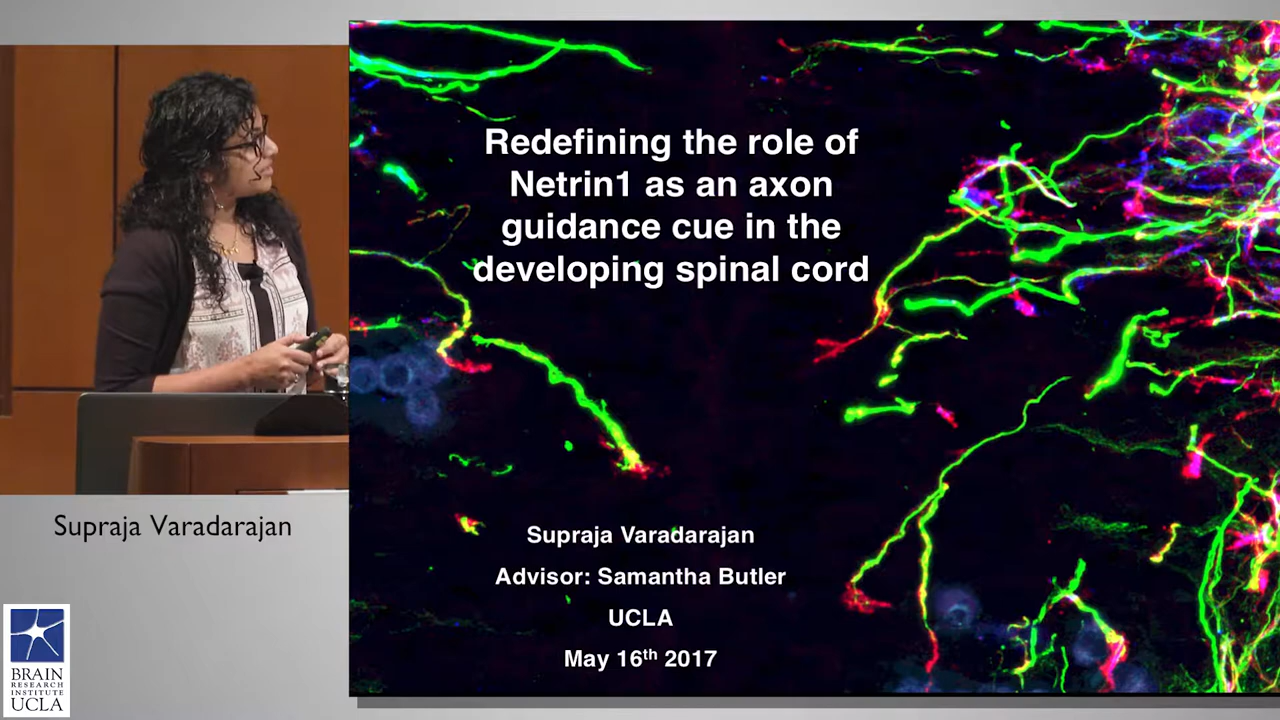 Redefining the role of
Netrin1 as an axon
guidance cue in the
developing spinal cord
Supraja Varadarajan
Advisor: Samantha Butler
UCLA
May 16th 2017
Supraja Varadarajan
BRAIN
RESEARCH
INSTITUTE
UCLA